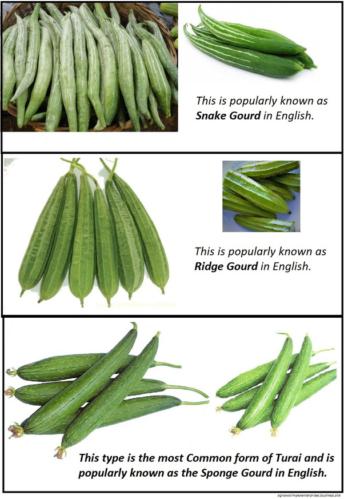 This is popularly known as
Snake Gourd in English.
This is popularly known as
Ridge Gourd in English.
This type is the most Common form of Turai and is
popularly known as the Sponge Gourd in English.